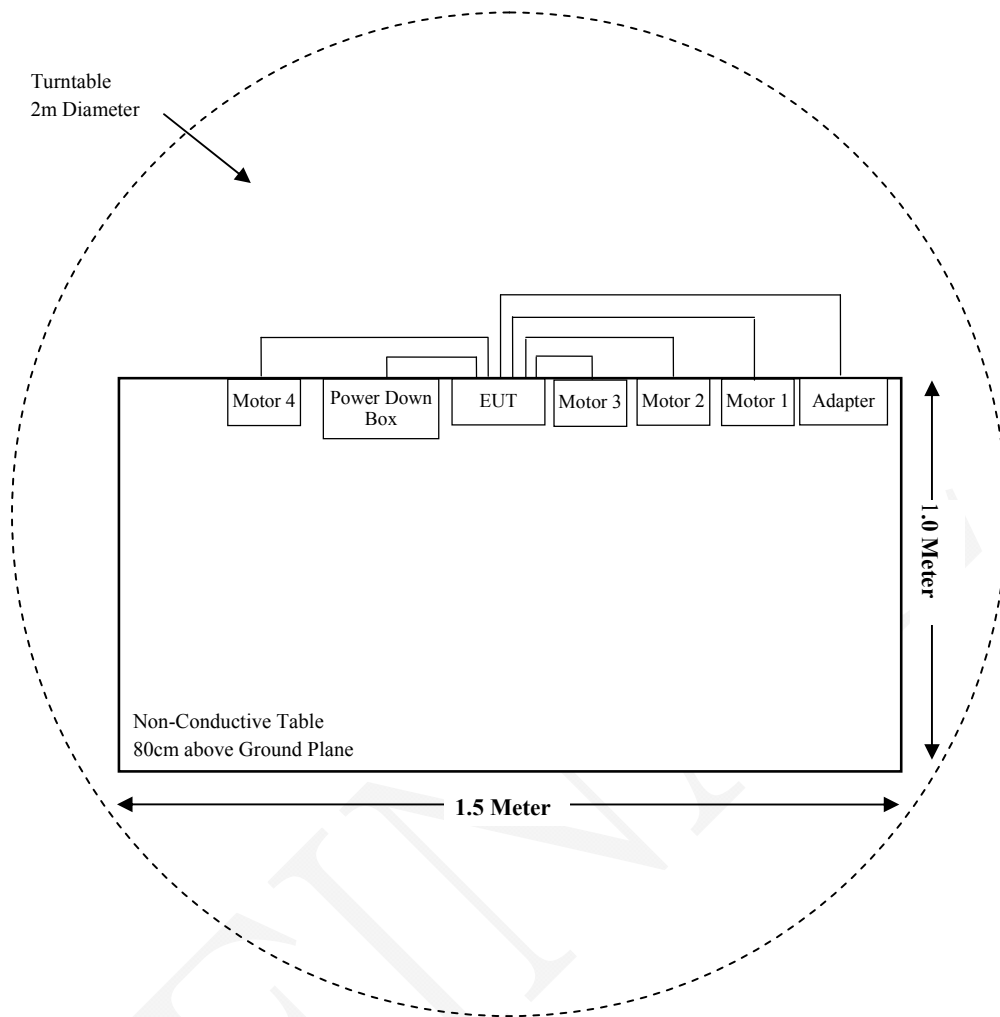 Turntable
2m Diameter
Motor 4
Power Down
Box
EUT
Motor 3
Motor 2
Motor 1
Adapter
1.0 Meter
Non-Conductive Table
80cm above Ground Plane
1.5 Meter